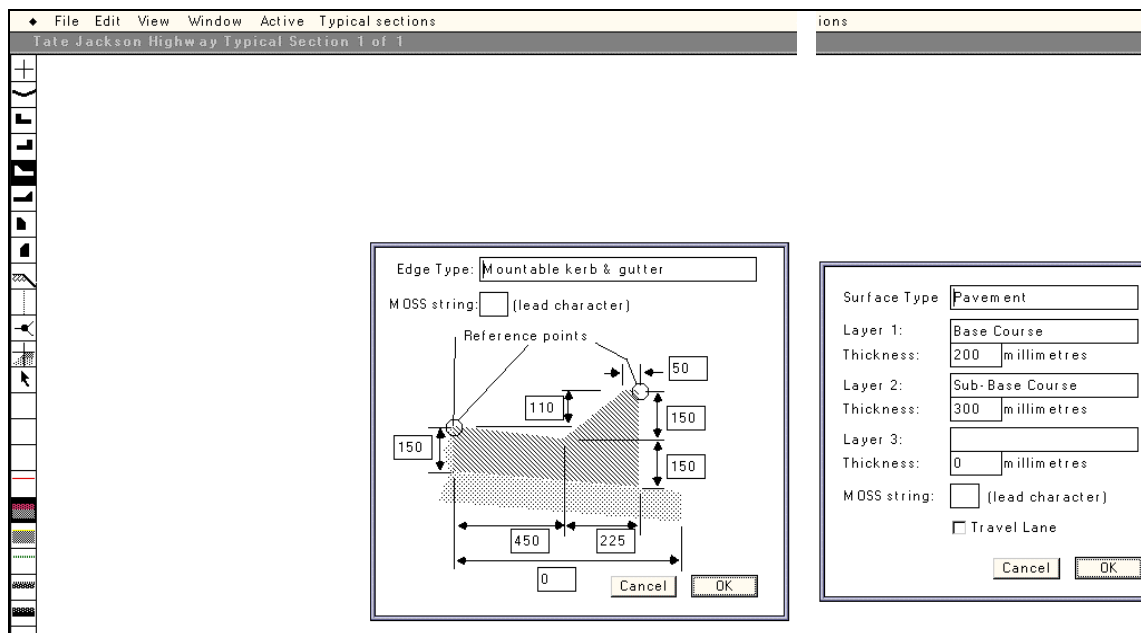 File Edit View Window Active Typical sections
ions
Tate Jackson Highway Typical Section 1 of 1
Edge Type: Mountable kerb & gutter
MOSS string: (lead character)
Reference points
50
110
150
150
150
450
225
0
Cancel OK
Surface Type Pavement
Layer 1: Base Course
Thickness: 200 millimetres
Layer 2: Sub-Base Course
Thickness: 300 millimetres
Layer 3:
Thickness: 0 millimetres
MOSS string: (lead character)
Travel Lane
Cancel OK